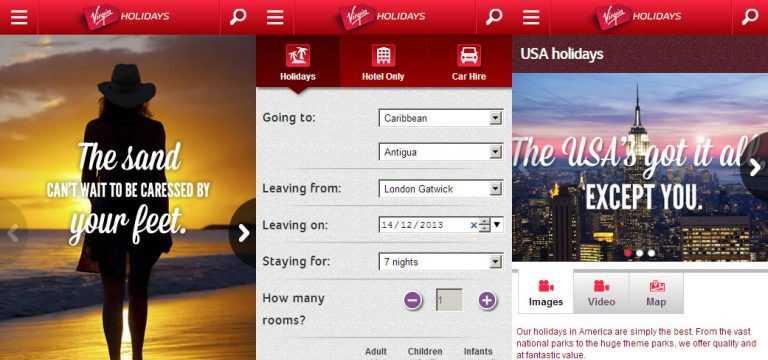 Virgin HOLIDAYS
The sand
CAN'T WAIT TO BE CARESSED BY
your feet.
Virgin HOLIDAYS
Holidays
Hotel Only
Car Hire
Going to:
Caribbean
Antigua
Leaving from:
London Gatwick
Leaving on:
14/12/2013
Staying for:
7 nights
How many
rooms?
1
Adult Children Infants
Virgin HOLIDAYS
USA holidays
The USA's got it all,
EXCEPT YOU.
Images
Video
Map
Our holidays in America are simply the best. From the vast
national parks to the huge theme parks, we offer quality and
at fantastic value.